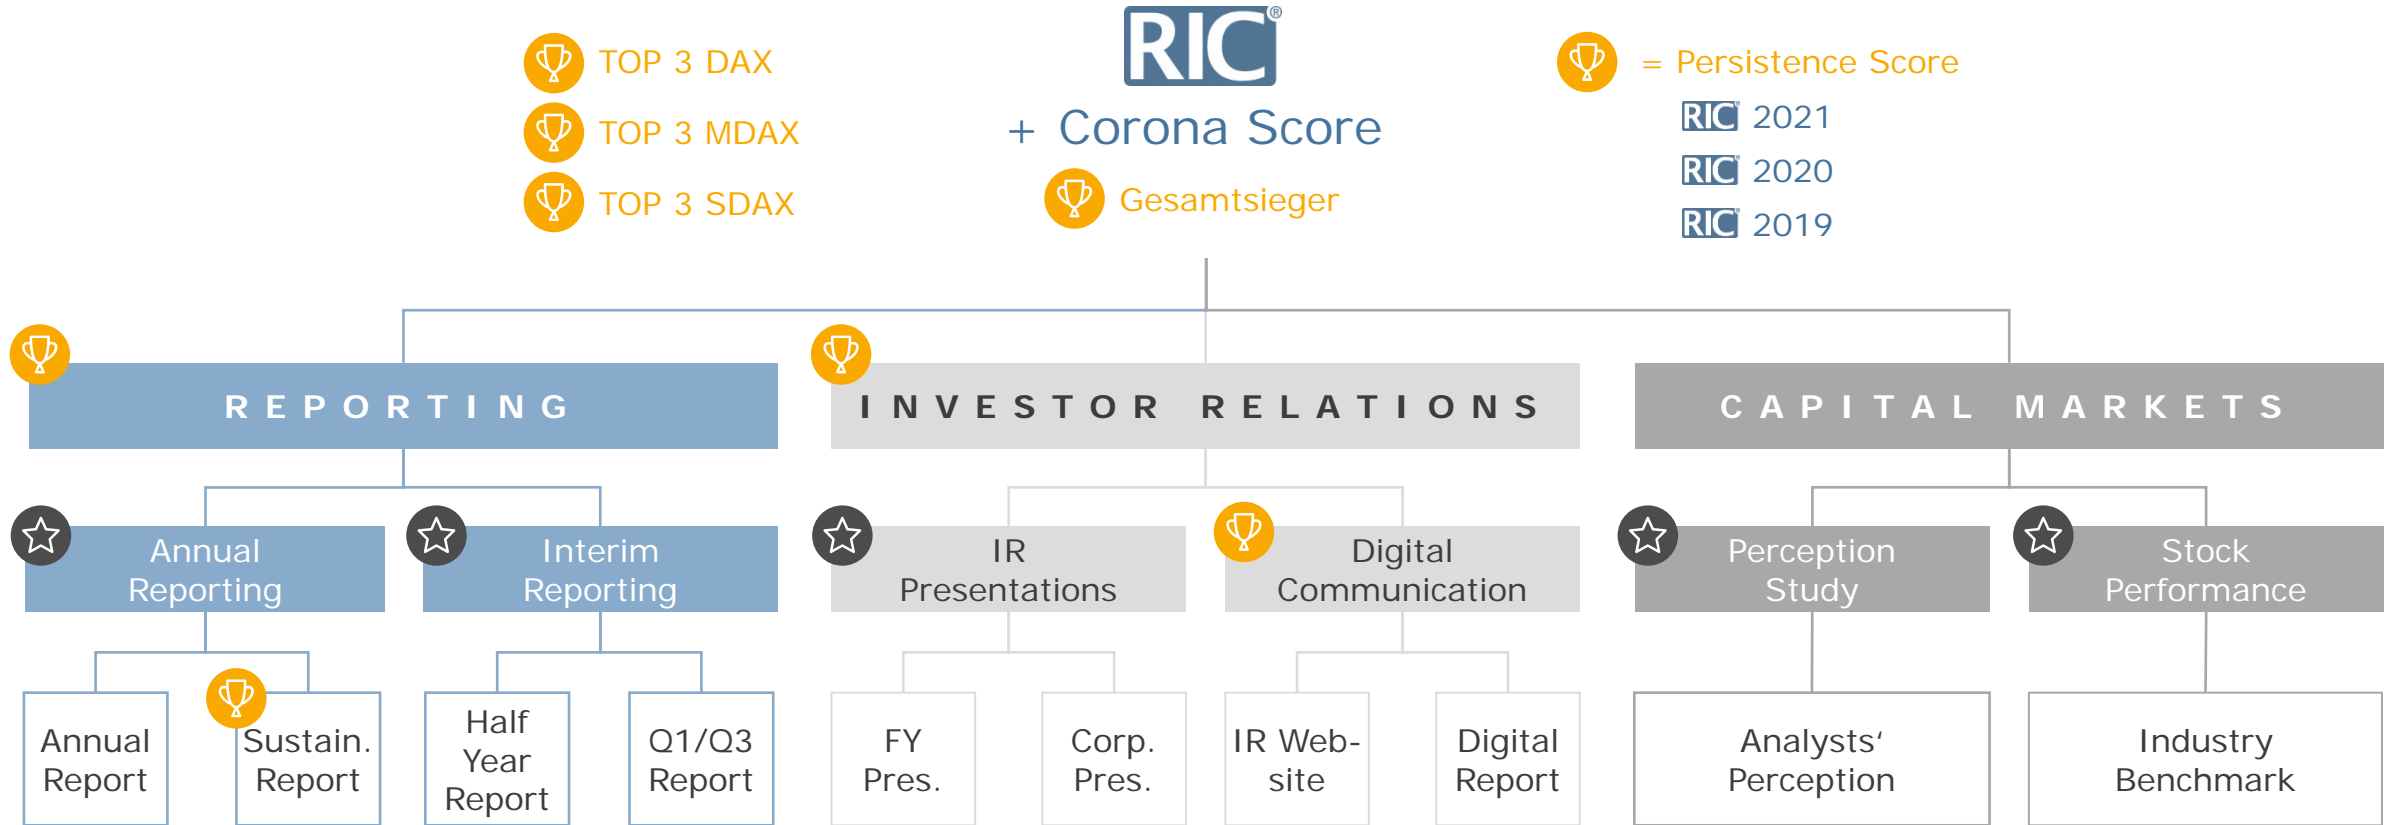 TOP 3 DAX
TOP 3 MDAX
TOP 3 SDAX
RIC®
+ Corona Score
Gesamtsieger
= Persistence Score
RIC® 2021
RIC® 2020
RIC® 2019
REPORTING
INVESTOR RELATIONS
CAPITAL MARKETS
Annual
Reporting
Interim
Reporting
IR
Presentations
Digital
Communication
Perception
Study
Stock
Performance
Annual
Report
Sustain.
Report
Half
Year
Report
Q1/Q3
Report
FY
Pres.
Corp.
Pres.
IR Web-
site
Digital
Report
Analysts‘
Perception
Industry
Benchmark